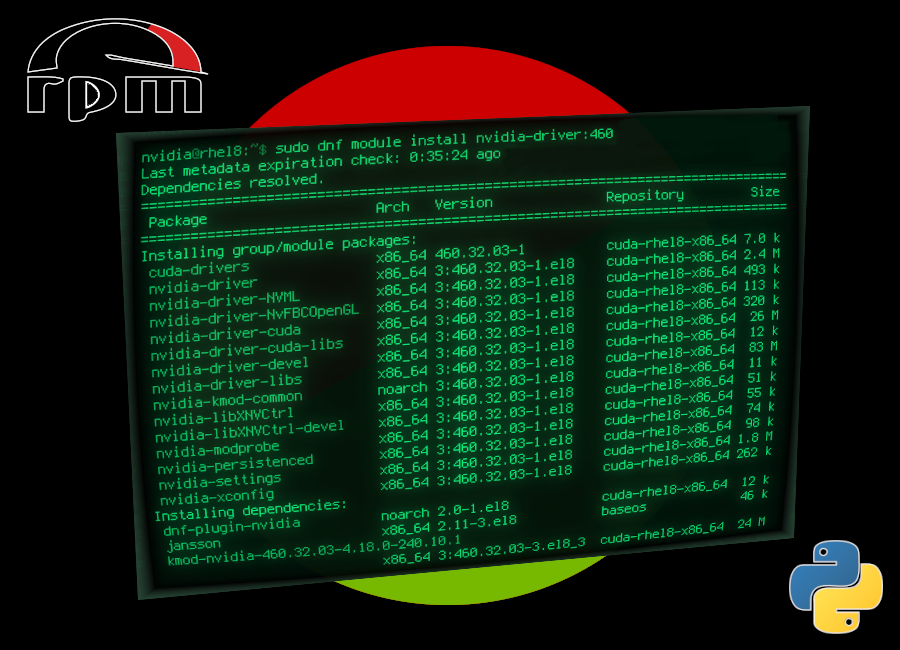 rpm
nvidia@rhel8:~$ sudo dnf module install nvidia-driver:460
Last metadata expiration check: 0:35:24 ago
Dependencies resolved.
================================================================================
Package Arch Version Repository Size
================================================================================
Installing group/module packages:
cuda-drivers x86_64 460.32.03-1 cuda-rhel8-x86_64 7.0 k
nvidia-driver x86_64 3:460.32.03-1.el8 cuda-rhel8-x86_64 2.4 M
nvidia-driver-NVML x86_64 3:460.32.03-1.el8 cuda-rhel8-x86_64 493 k
nvidia-driver-NvFBCOpenGL x86_64 3:460.32.03-1.el8 cuda-rhel8-x86_64 113 k
nvidia-driver-cuda x86_64 3:460.32.03-1.el8 cuda-rhel8-x86_64 320 k
nvidia-driver-cuda-libs x86_64 3:460.32.03-1.el8 cuda-rhel8-x86_64 26 M
nvidia-driver-devel x86_64 3:460.32.03-1.el8 cuda-rhel8-x86_64 12 k
nvidia-driver-libs x86_64 3:460.32.03-1.el8 cuda-rhel8-x86_64 83 M
nvidia-kmod-common noarch 3:460.32.03-1.el8 cuda-rhel8-x86_64 11 k
nvidia-libXNVCtrl x86_64 3:460.32.03-1.el8 cuda-rhel8-x86_64 51 k
nvidia-libXNVCtrl-devel x86_64 3:460.32.03-1.el8 cuda-rhel8-x86_64 55 k
nvidia-modprobe x86_64 3:460.32.03-1.el8 cuda-rhel8-x86_64 74 k
nvidia-persistenced x86_64 3:460.32.03-1.el8 cuda-rhel8-x86_64 98 k
nvidia-settings x86_64 3:460.32.03-1.el8 cuda-rhel8-x86_64 1.8 M
nvidia-xconfig x86_64 3:460.32.03-1.el8 cuda-rhel8-x86_64 262 k
Installing dependencies:
dnf-plugin-nvidia noarch 2.0-1.el8 cuda-rhel8-x86_64 12 k
jansson x86_64 2.11-3.el8 baseos 46 k
kmod-nvidia-460.32.03-4.18.0-240.10.1
x86_64 3:460.32.03-3.el8_3 cuda-rhel8-x86_64 24 M